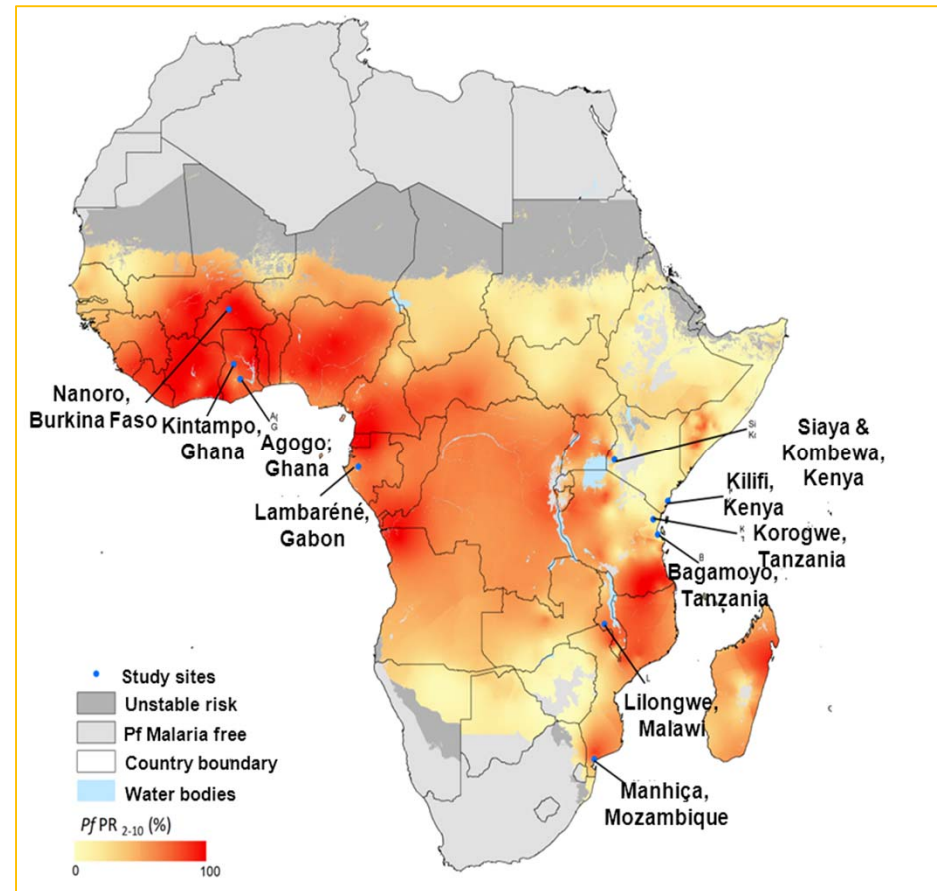 Nanoro,
Burkina Faso
Kintampo,
Ghana
Agogo;
Ghana
Lambaréné,
Gabon
A(
G
Si
Ki
Siaya &
Kombewa,
Kenya
Kilifi,
Kenya
K
Korogwe,
Tanzania
B
Bagamoyo,
Tanzania
L
Lilongwe,
Malawi
Manhiça,
Mozambique
Study sites
Unstable risk
Pf Malaria free
Country boundary
Water bodies
Pf PR 2-10 (%)
0 100